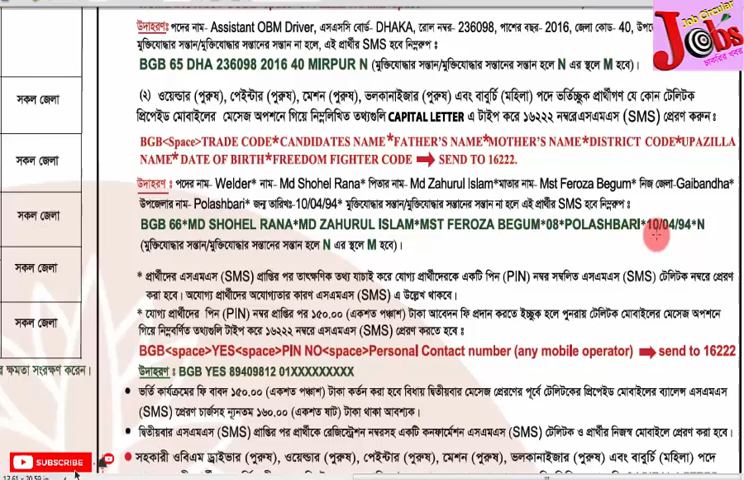 উদাহরণঃ পদের নাম- Assistant OBM Driver, এসএসসি বোর্ড- DHAKA, রোল নম্বর- 236098, পাশের বছর- 2016, জেলা কোড- 40,
Job Circular
Jobs
চাকরির খবর
মুক্তিযোদ্ধার সন্তান/মুক্তিযোদ্ধার সন্তানের সন্তান না হলে, এই প্রার্থীর SMS হবে নিম্নরুপঃ
BGB 65 DHA 236098 2016 40 MIRPUR N (মুক্তিযোদ্ধার সন্তান/মুক্তিযোদ্ধার সন্তানের সন্তান হলে N এর স্থলে M হবে)।
সকল জেলা
(২) ওয়েল্ডার (পুরুষ), পেইন্টার (পুরুষ), মেশন (পুরুষ), ভলকানাইজার (পুরুষ) এবং বাবুর্চি (মহিলা) পদে ভর্তিচ্ছুক প্রার্থীগণ যে কোন টেলিটক
প্রিপেইড মোবাইলের মেসেজ অপশনে গিয়ে নিম্নলিখিত তথ্যগুলি CAPITAL LETTER এ টাইপ করে ১৬২২২ নম্বরে এসএমএস (SMS) প্রেরণ করুন:
BGB<Space>TRADE CODE*CANDIDATES NAME*FATHER'S NAME*MOTHER'S NAME*DISTRICT CODE*UPAZILLA
সকল জেলা
NAME* DATE OF BIRTH*FREEDOM FIGHTER CODE ➡ SEND TO 16222.
উদাহরণ : পদের নাম- Welder* নাম- Md Shohel Rana* পিতার নাম- Md Zahurul Islam*মাতার নাম- Mst Feroza Begum* নিজ জেলা-Gaibandha*
উপজেলার নাম- Polashbari* জন্ম তারিখঃ-10/04/94* মুক্তিযোদ্ধার সন্তান/মুক্তিযোদ্ধার সন্তানের সন্তান না হলে এই প্রার্থীর SMS হবে নিম্নরুপঃ
সকল জেলা
BGB 66*MD SHOHEL RANA*MD ZAHURUL ISLAM*MST FEROZA BEGUM*08*POLASHBARI*10/04/94*N
(মুক্তিযোদ্ধার সন্তান/মুক্তিযোদ্ধার সন্তানের সন্তান হলে N এর স্থলে M হবে)।
সকল জেলা
* প্রার্থীদের এসএমএস (SMS) প্রাপ্তির পর তাৎক্ষণিক তথ্য যাচাই করে যোগ্য প্রার্থীদেরকে একটি পিন (PIN) নম্বর সম্বলিত এসএমএস (SMS) টেলিটক নম্বরে প্রেরণ
করা হবে। অযোগ্য প্রার্থীদের অযোগ্যতার কারণ এসএমএস (SMS) এ উল্লেখ থাকবে।
* যোগ্য প্রার্থীদের পিন (PIN) নম্বর প্রাপ্তির পর ১৫০.০০ (একশত পঞ্চাশ) টাকা আবেদন ফি প্রদান করতে ইচ্ছুক হলে পুনরায় টেলিটক মোবাইলের মেসেজ অপশনে
সকল জেলা
গিয়ে নিম্নবর্ণিত তথ্যগুলি টাইপ করে ১৬২২২ নম্বরে এসএমএস (SMS) প্রেরণ করতে হবে :
BGB<space>YES<space>PIN NO<space>Personal Contact number (any mobile operator) ➡ send to 16222
র ক্ষমতা সংরক্ষণ করেন।
উদাহরণ : BGB YES 89409812 01XXXXXXXXX
● ভর্তি কার্যক্রমের ফি বাবদ ১৫০.০০ (একশত পঞ্চাশ) টাকা কর্তন করা হবে বিধায় দ্বিতীয়বার মেসেজ প্রেরণের পূর্বে টেলিটকের প্রিপেইড মোবাইলের ব্যালেন্স এসএমএস
(SMS) প্রেরণ চার্জসহ ন্যূনতম ১৬০.০০ (একশত ষাট) টাকা থাকা আবশ্যক।
● দ্বিতীয়বার এসএমএস (SMS) প্রাপ্তির পর প্রার্থীকে রেজিস্ট্রেশন নম্বরসহ একটি কনফার্মেশন এসএমএস (SMS) টেলিটক ও প্রার্থীর নিজস্ব মোবাইলে প্রেরণ করা হবে।
● সহকারী ওবিএম ড্রাইভার (পুরুষ), ওয়েল্ডার (পুরুষ), পেইন্টার (পুরুষ), মেশন (পুরুষ), ভলকানাইজার (পুরুষ) এবং বাবুর্চি (মহিলা) পদে
SUBSCRIBE